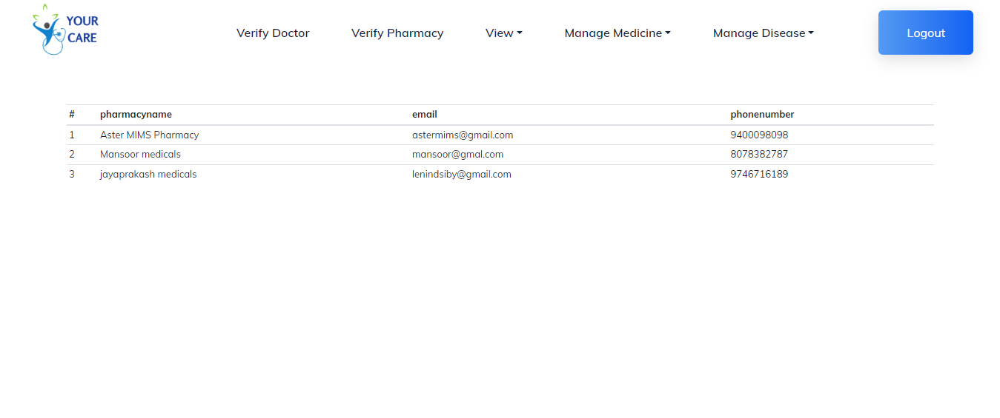 YOUR
CARE
Verify Doctor Verify Pharmacy View Manage Medicine Manage Disease Logout
# pharmacyname email phonenumber
1 Aster MIMS Pharmacy astermims@gmail.com 9400098098
2 Mansoor medicals mansoor@gmal.com 8078382787
3 jayaprakash medicals lenindsiby@gmail.com 9746716189